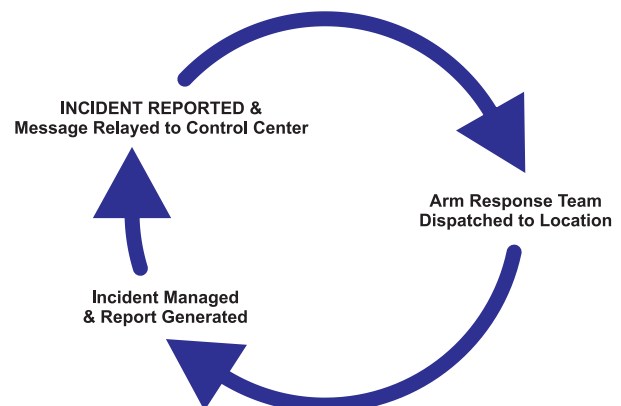 INCIDENT REPORTED &
Message Relayed to Control Center
Arm Response Team
Dispatched to Location
Incident Managed
& Report Generated